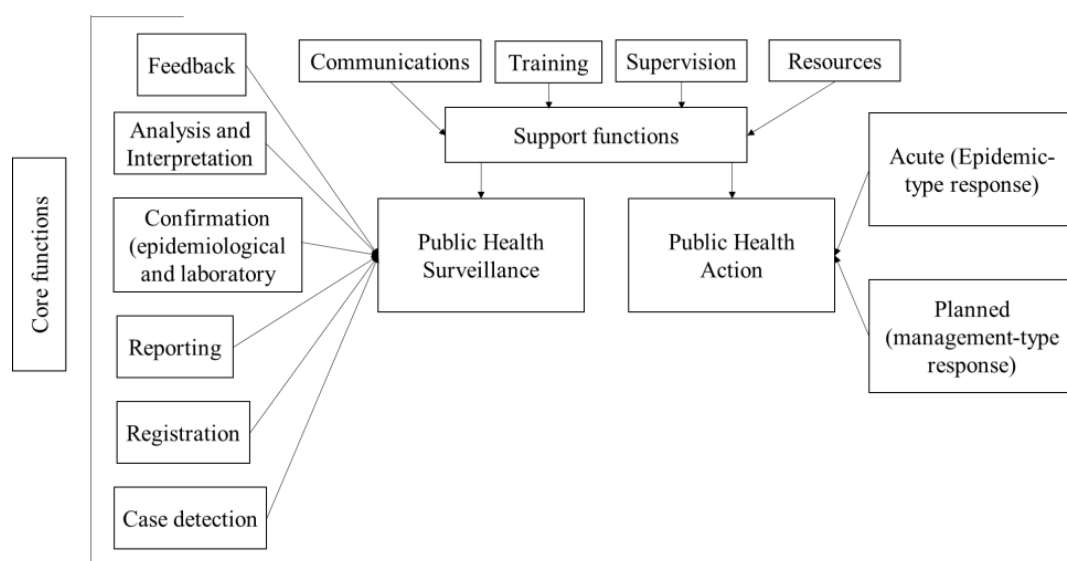 Core functions
Feedback
Analysis and
Interpretation
Confirmation
(epidemiological
and laboratory
Reporting
Registration
Case detection
Communications
Training
Supervision
Resources
Support functions
Public Health
Surveillance
Public Health
Action
Acute (Epidemic-
type response)
Planned
(management-type
response)